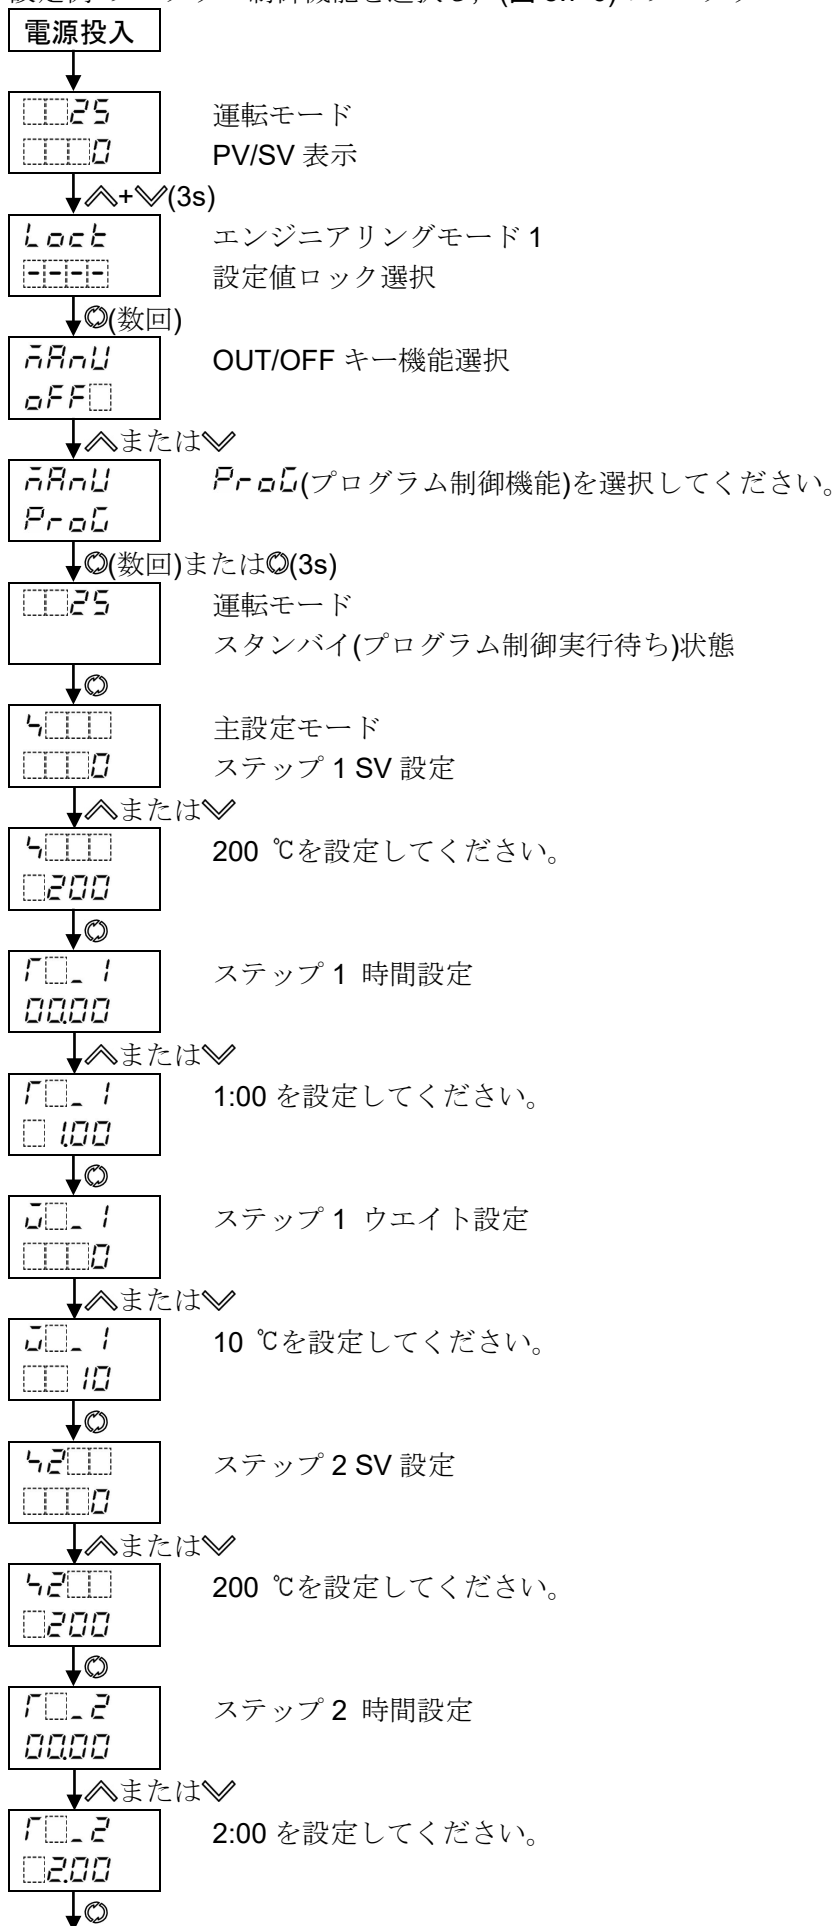 電源投入
25 運転モード
0 PV/SV 表示
+ (3s)
Lock エンジニアリングモード 1
---- 設定値ロック選択
(数回)
MANU OUT/OFF キー機能選択
oFF
または
MANU ProG(プログラム制御機能)を選択してください。
ProG
(数回)または (3s)
25 運転モード
スタンバイ(プログラム制御実行待ち)状態
S 主設定モード
0 ステップ 1 SV 設定
または
S 200 ℃を設定してください。
200
T _1 ステップ 1 時間設定
00.00
または
T _1 1:00 を設定してください。
1.00
W _1 ステップ 1 ウエイト設定
0
または
W _1 10 ℃を設定してください。
10
S2 ステップ 2 SV 設定
0
または
S2 200 ℃を設定してください。
200
T _2 ステップ 2 時間設定
00.00
または
T _2 2:00 を設定してください。
2.00